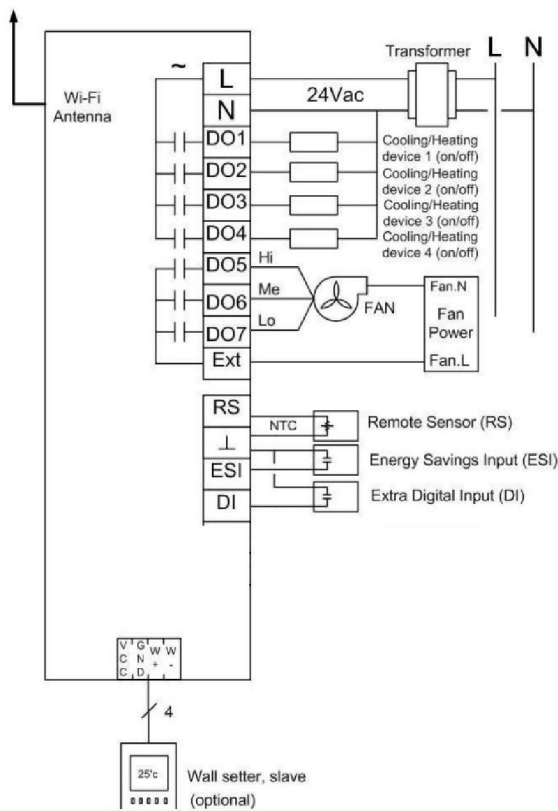 Transformer
L
N
~
L
24Vac
Wi-Fi
Antenna
N
DO1
Cooling/Heating
device 1 (on/off)
DO2
Cooling/Heating
device 2 (on/off)
DO3
Cooling/Heating
device 3 (on/off)
DO4
Cooling/Heating
device 4 (on/off)
DO5
Hi
DO6
Me
DO7
Lo
FAN
Fan.N
Fan
Power
Fan.L
Ext
RS
NTC
Remote Sensor (RS)
⊥
ESI
Energy Savings Input (ESI)
DI
Extra Digital Input (DI)
VCC
GND
W+
W-
4
25°c
Wall setter, slave
(optional)